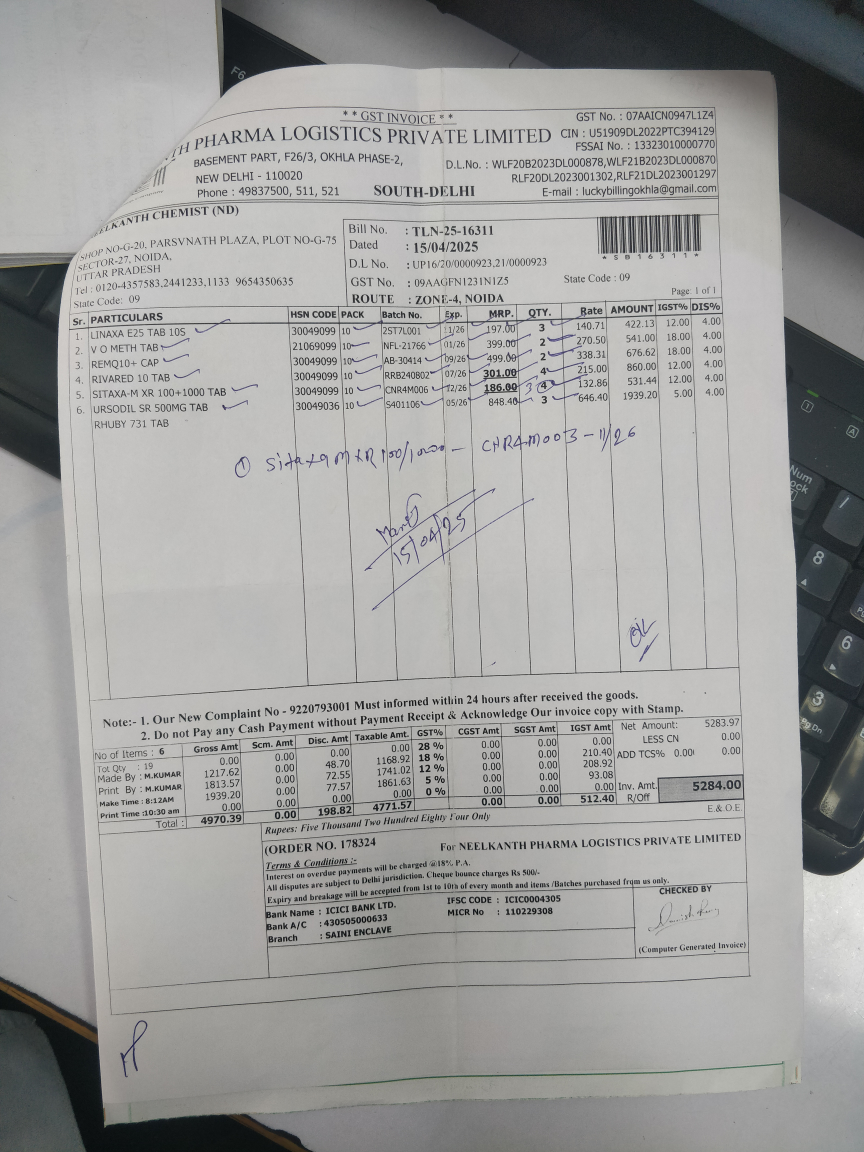 * * GST INVOICE * *
GST No. : 07AAICN0947L1Z4
TH PHARMA LOGISTICS PRIVATE LIMITED
CIN : U51909DL2022PTC394129
FSSAI No. : 13323010000770
BASEMENT PART, F26/3, OKHLA PHASE-2,
D.L.No. : WLF20B2023DL000878,WLF21B2023DL000870
NEW DELHI - 110020
RLF20DL2023001302,RLF21DL2023001297
Phone : 49837500, 511, 521 SOUTH-DELHI
E-mail : luckybillingokhla@gmail.com
EELKANTH CHEMIST (ND)
SHOP NO-G-20, PARSVNATH PLAZA, PLOT NO-G-75
SECTOR-27, NOIDA,
UTTAR PRADESH
Tel : 0120-4357583,2441233,1133 9654350635
State Code: 09
Bill No. : TLN-25-16311
Dated : 15/04/2025
D.L No. : UP16/20/0000923,21/0000923
GST No. : 09AAGFN1231N1Z5 State Code : 09
ROUTE : ZONE-4, NOIDA
S B 1 6 3 1 1 *
Page: 1 of 1
Sr. PARTICULARS HSN CODE PACK Batch No. Exp. MRP. QTY. Rate AMOUNT IGST% DIS%
1. LINAXA E25 TAB 10S 30049099 10 2ST7L001 11/26 197.00 3 140.71 422.13 12.00 4.00
2. V O METH TAB 21069099 10 NFL-21766 01/26 399.00 2 270.50 541.00 18.00 4.00
3. REMQ10+ CAP 30049099 10 AB-30414 09/26 499.00 2 338.31 676.62 18.00 4.00
4. RIVARED 10 TAB 30049099 10 RRB240802 07/26 301.00 4 215.00 860.00 12.00 4.00
5. SITAXA-M XR 100+1000 TAB 30049099 10 CNR4M006 12/26 186.00 3 4 132.86 531.44 12.00 4.00
6. URSODIL SR 500MG TAB 30049036 10 S401106 05/26 848.40 3 646.40 1939.20 5.00 4.00
RHUBY 731 TAB
① Sitaxa M XR 100/1000 - CNR4M003 - 11/26
15/04/25
Note:- 1. Our New Complaint No - 9220793001 Must informed within 24 hours after received the goods.
2. Do not Pay any Cash Payment without Payment Receipt & Acknowledge Our invoice copy with Stamp.
No of Items : 6
Tot Qty : 19
Made By : M.KUMAR
Print By : M.KUMAR
Make Time : 8:12AM
Print Time :10:30 am
Gross Amt Scm. Amt Disc. Amt Taxable Amt. GST% CGST Amt SGST Amt IGST Amt
0.00 0.00 0.00 0.00 28 % 0.00 0.00 0.00
1217.62 0.00 48.70 1168.92 18 % 0.00 0.00 210.40
1813.57 0.00 72.55 1741.02 12 % 0.00 0.00 208.92
1939.20 0.00 77.57 1861.63 5 % 0.00 0.00 93.08
0.00 0.00 0.00 0.00 0 % 0.00 0.00 0.00
Total : 4970.39 0.00 198.82 4771.57 0.00 0.00 512.40
Net Amount: 5283.97
LESS CN 0.00
ADD TCS% 0.00 0.00
Inv. Amt. 5284.00
R/Off
E.& O.E.
Rupees: Five Thousand Two Hundred Eighty Four Only
(ORDER NO. 178324
For NEELKANTH PHARMA LOGISTICS PRIVATE LIMITED
Terms & Conditions :-
Interest on overdue payments will be charged @18% P.A.
All disputes are subject to Delhi jurisdiction. Cheque bounce charges Rs 500/-
Expiry and breakage will be accepted from 1st to 10th of every month and items /Batches purchased from us only.
Bank Name : ICICI BANK LTD.
Bank A/C : 430505000633
Branch : SAINI ENCLAVE
IFSC CODE : ICIC0004305
MICR No : 110229308
CHECKED BY
(Computer Generated Invoice)
F6
Num
Lock
/
8
6
3
Pg Dn
1
A